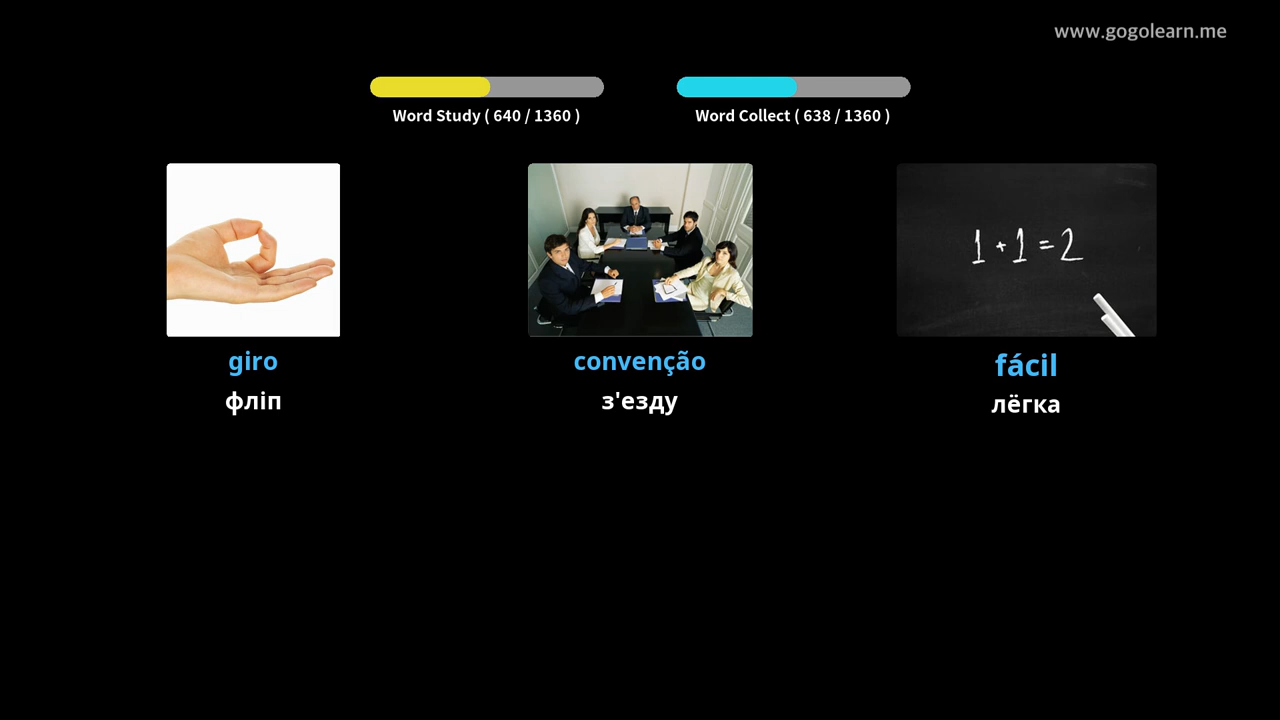 www.gogolearn.me
Word Study ( 640 / 1360 )
Word Collect ( 638 / 1360 )
1 + 1 = 2
giro
фліп
convenção
з'езду
fácil
лёгка